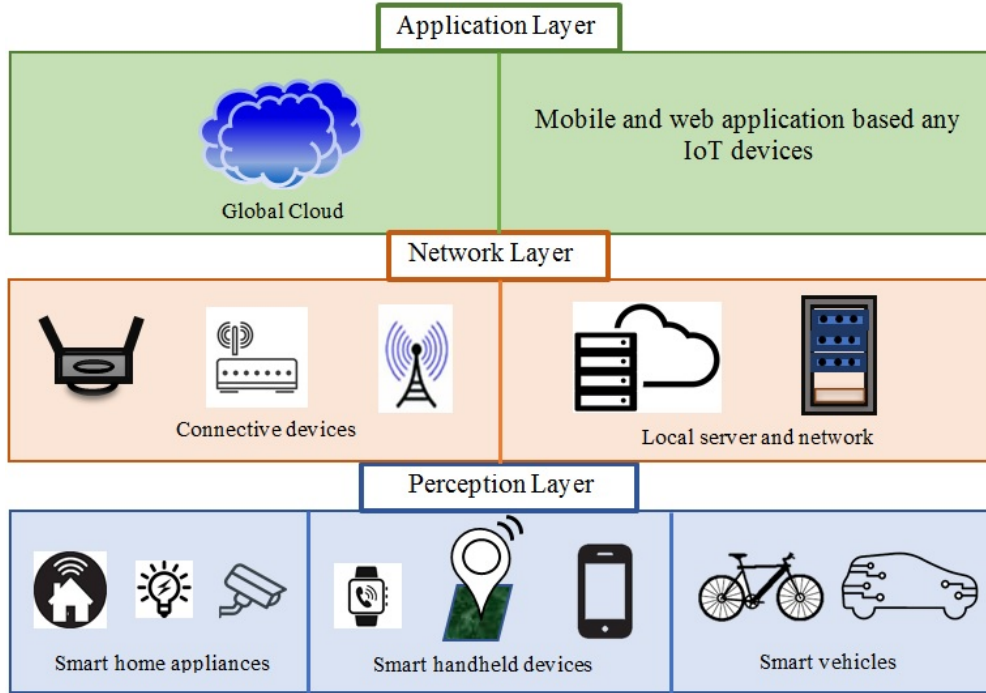 Application Layer
Global Cloud
Mobile and web application based any
IoT devices
Network Layer
Connective devices
Local server and network
Perception Layer
Smart home appliances
Smart handheld devices
Smart vehicles